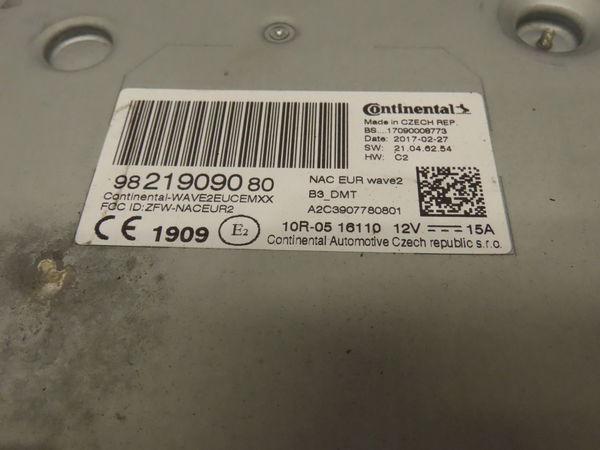 Continental
Made in CZECH REP.
BS....17090008773
Date: 2017-02-27
SW: 21.04.62.54
HW: C2
98 219090 80
Continental-WAVE2EUCEMXX
FCC ID:ZFW-NACEUR2
NAC EUR wave2
B3_DMT
A2C3907780801
CE 1909 E2
10R-05 16110 12V 15A
Continental Automotive Czech republic s.r.o.